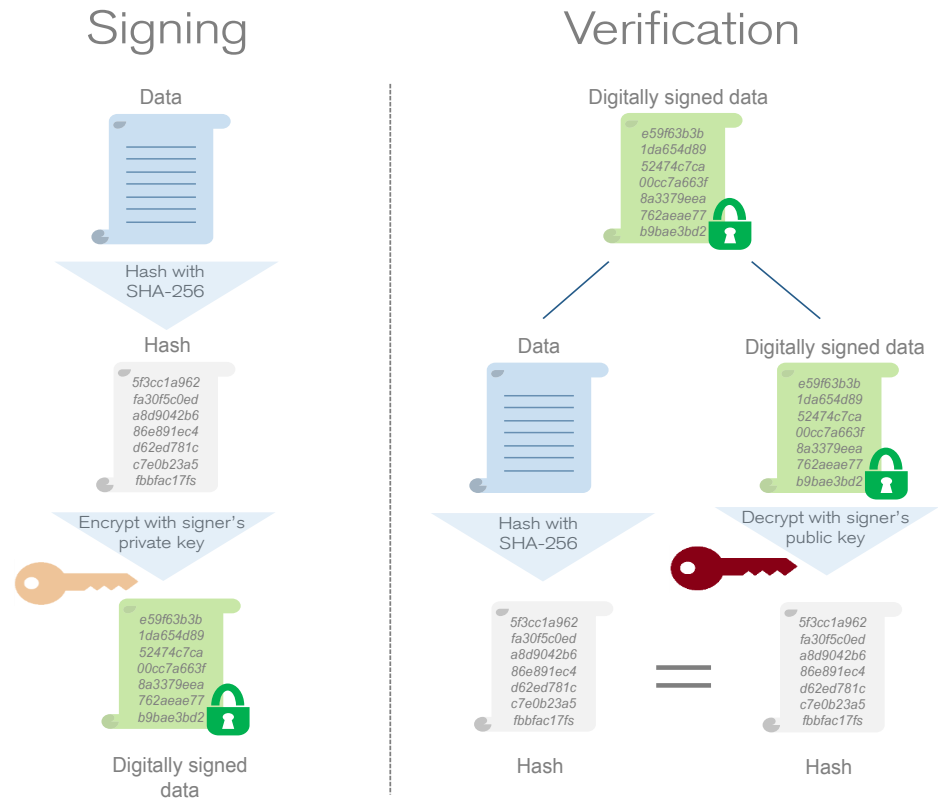 Signing
Data
Hash with
SHA-256
Hash
5f3cc1a962
fa30f5c0ed
a8d9042b6
86e891ec4
d62ed781c
c7e0b23a5
fbbfac17fs
Encrypt with signer's
private key
e59f63b3b
1da654d89
52474c7ca
00cc7a663f
8a3379eea
762aeae77
b9bae3bd2
Digitally signed
data
Verification
Digitally signed data
e59f63b3b
1da654d89
52474c7ca
00cc7a663f
8a3379eea
762aeae77
b9bae3bd2
Data
Hash with
SHA-256
5f3cc1a962
fa30f5c0ed
a8d9042b6
86e891ec4
d62ed781c
c7e0b23a5
fbbfac17fs
Hash
Digitally signed data
e59f63b3b
1da654d89
52474c7ca
00cc7a663f
8a3379eea
762aeae77
b9bae3bd2
Decrypt with signer's
public key
=
5f3cc1a962
fa30f5c0ed
a8d9042b6
86e891ec4
d62ed781c
c7e0b23a5
fbbfac17fs
Hash